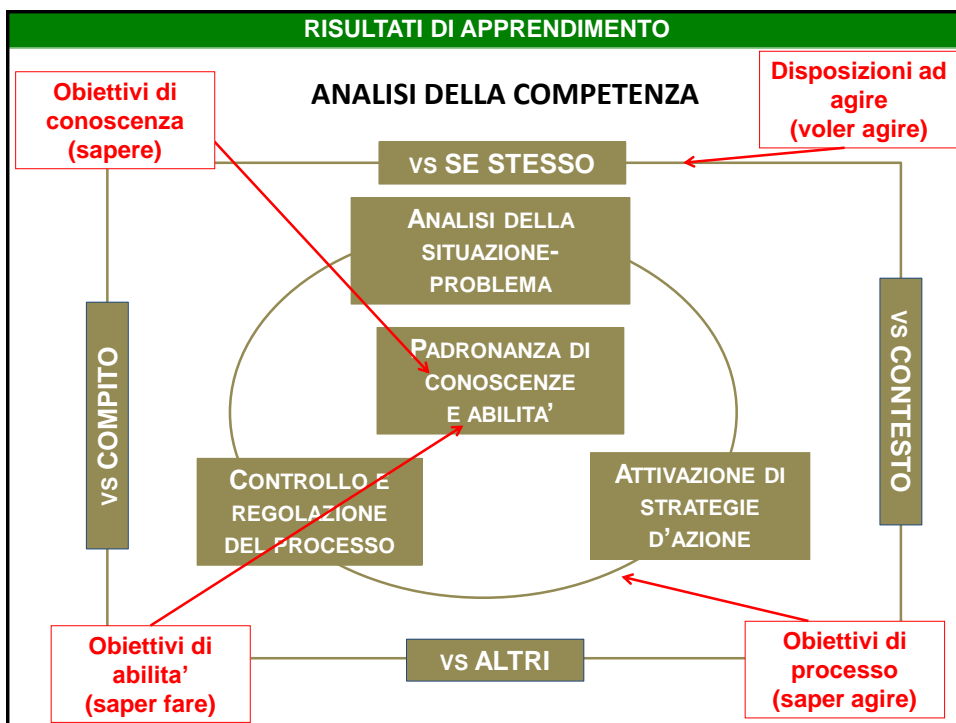 RISULTATI DI APPRENDIMENTO
ANALISI DELLA COMPETENZA
Obiettivi di
conoscenza
(sapere)
Disposizioni ad
agire
(voler agire)
VS SE STESSO
ANALISI DELLA
SITUAZIONE-
PROBLEMA
PADRONANZA DI
CONOSCENZE
E ABILITA'
VS COMPITO
VS CONTESTO
CONTROLLO E
REGOLAZIONE
DEL PROCESSO
ATTIVAZIONE DI
STRATEGIE
D'AZIONE
Obiettivi di
abilita'
(saper fare)
VS ALTRI
Obiettivi di
processo
(saper agire)